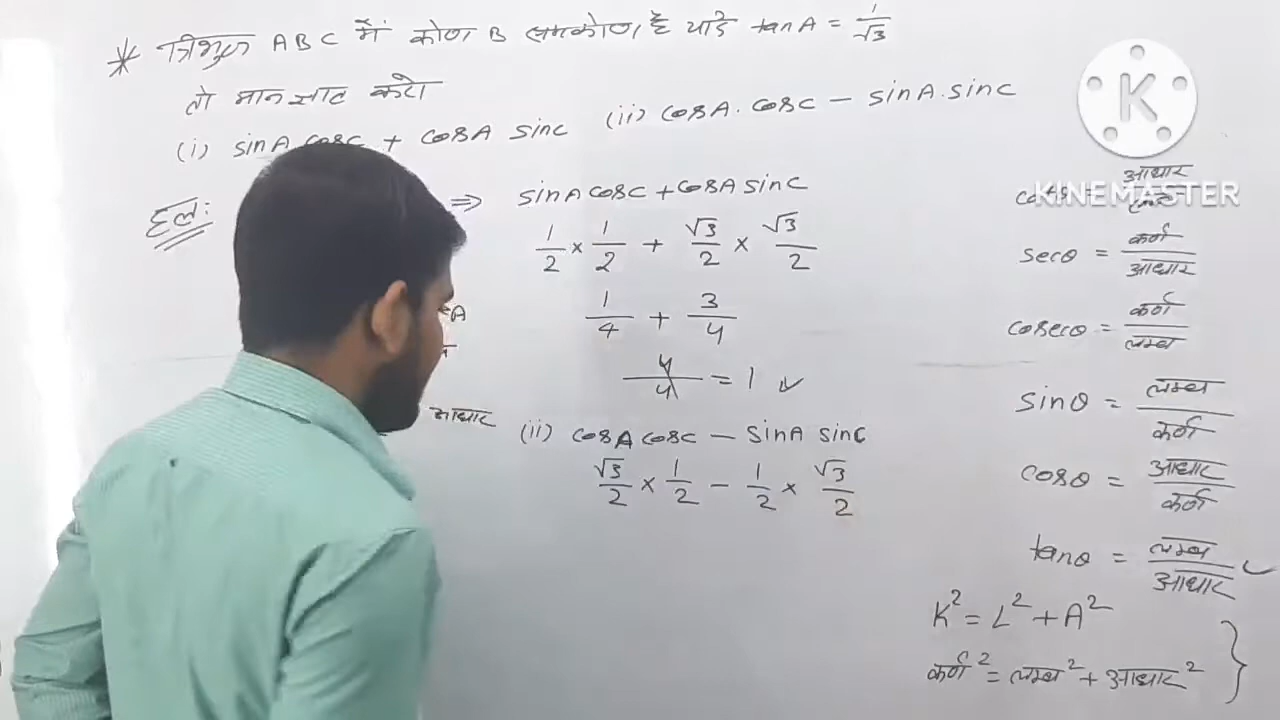 * त्रिभुज ABC में कोण B समकोण है यदि tanA = 1/√3
तो मान ज्ञात करो
(i) sinA cosC + cosA sinC (ii) cosA. cosC - sinA. sinC
हलः
⇒ sinA cosC + cosA sinC
1/2 × 1/2 + √3/2 × √3/2
1/4 + 3/4
4/4 = 1 ✓
A
आधार
(ii) cosA cosC - sinA sinC
√3/2 × 1/2 - 1/2 × √3/2
K
KINEMASTER
cotθ = आधार/लम्ब
secθ = कर्ण/आधार
cosecθ = कर्ण/लम्ब
sinθ = लम्ब/कर्ण
cosθ = आधार/कर्ण
tanθ = लम्ब/आधार ✓
K² = L² + A²
कर्ण² = लम्ब² + आधार²